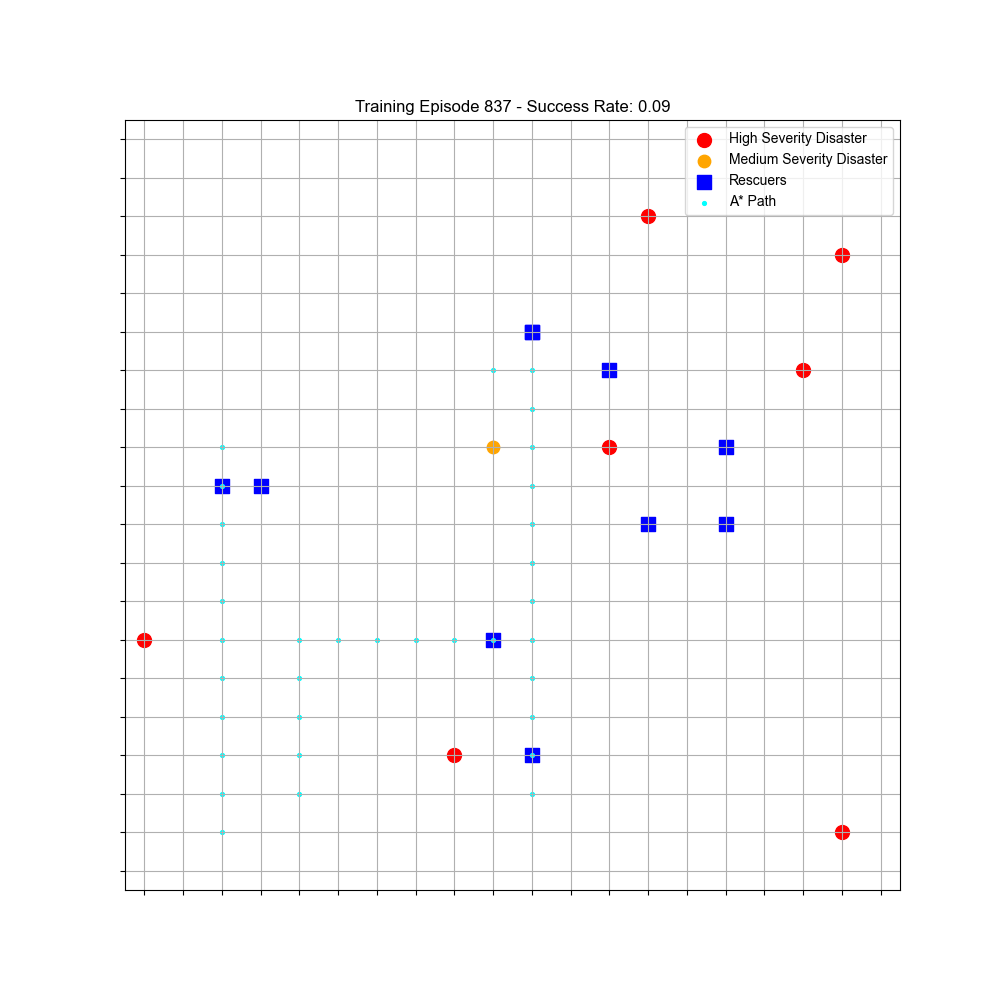 Training Episode 837 - Success Rate: 0.09
High Severity Disaster
Medium Severity Disaster
Rescuers
A* Path